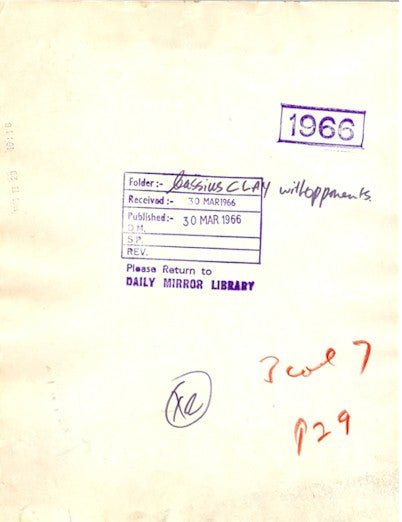 1966
Folder:- Cassius CLAY with opponents.
Received:- 30 MAR 1966
Published:- 30 MAR 1966
D.M.
S.P.
REV.
Please Return to
DAILY MIRROR LIBRARY
3 col 7
P29